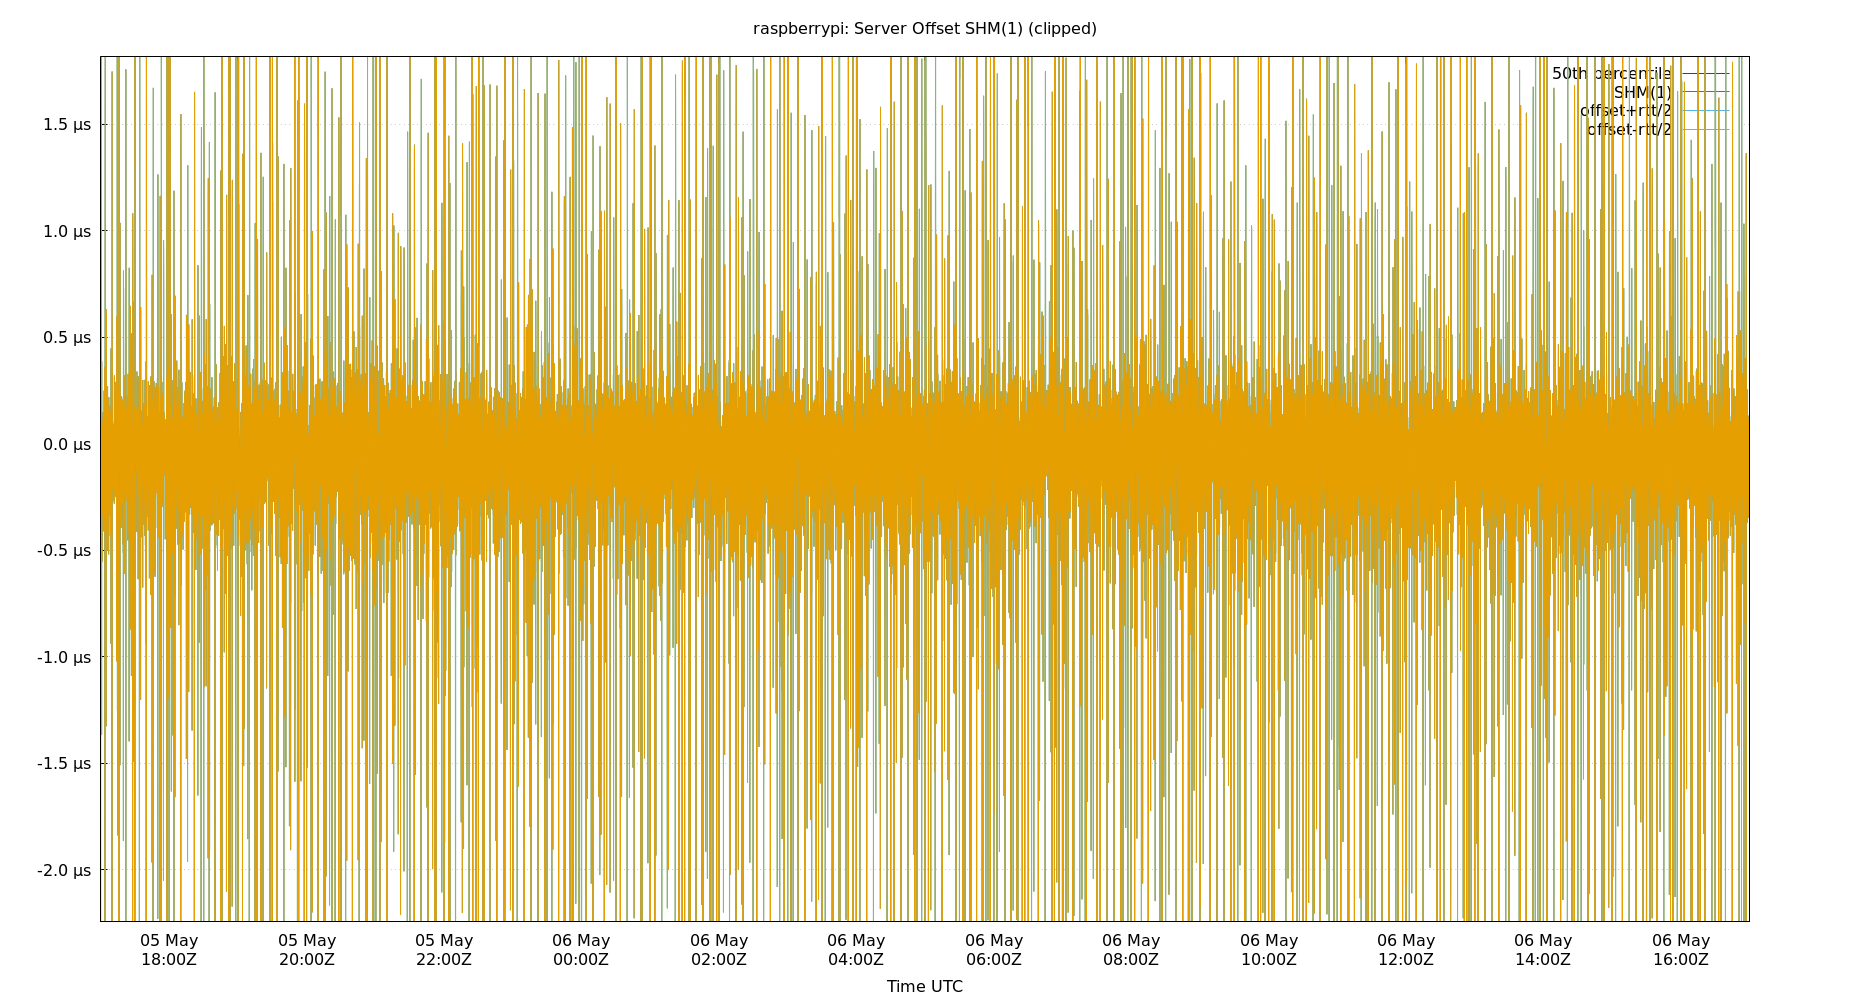 raspberrypi: Server Offset SHM(1) (clipped)
50th percentile
SHM(1)
offset+rtt/2
offset-rtt/2
1.5 µs
1.0 µs
0.5 µs
0.0 µs
-0.5 µs
-1.0 µs
-1.5 µs
-2.0 µs
05 May 05 May 05 May 06 May 06 May 06 May 06 May 06 May 06 May 06 May 06 May 06 May
18:00Z 20:00Z 22:00Z 00:00Z 02:00Z 04:00Z 06:00Z 08:00Z 10:00Z 12:00Z 14:00Z 16:00Z
Time UTC